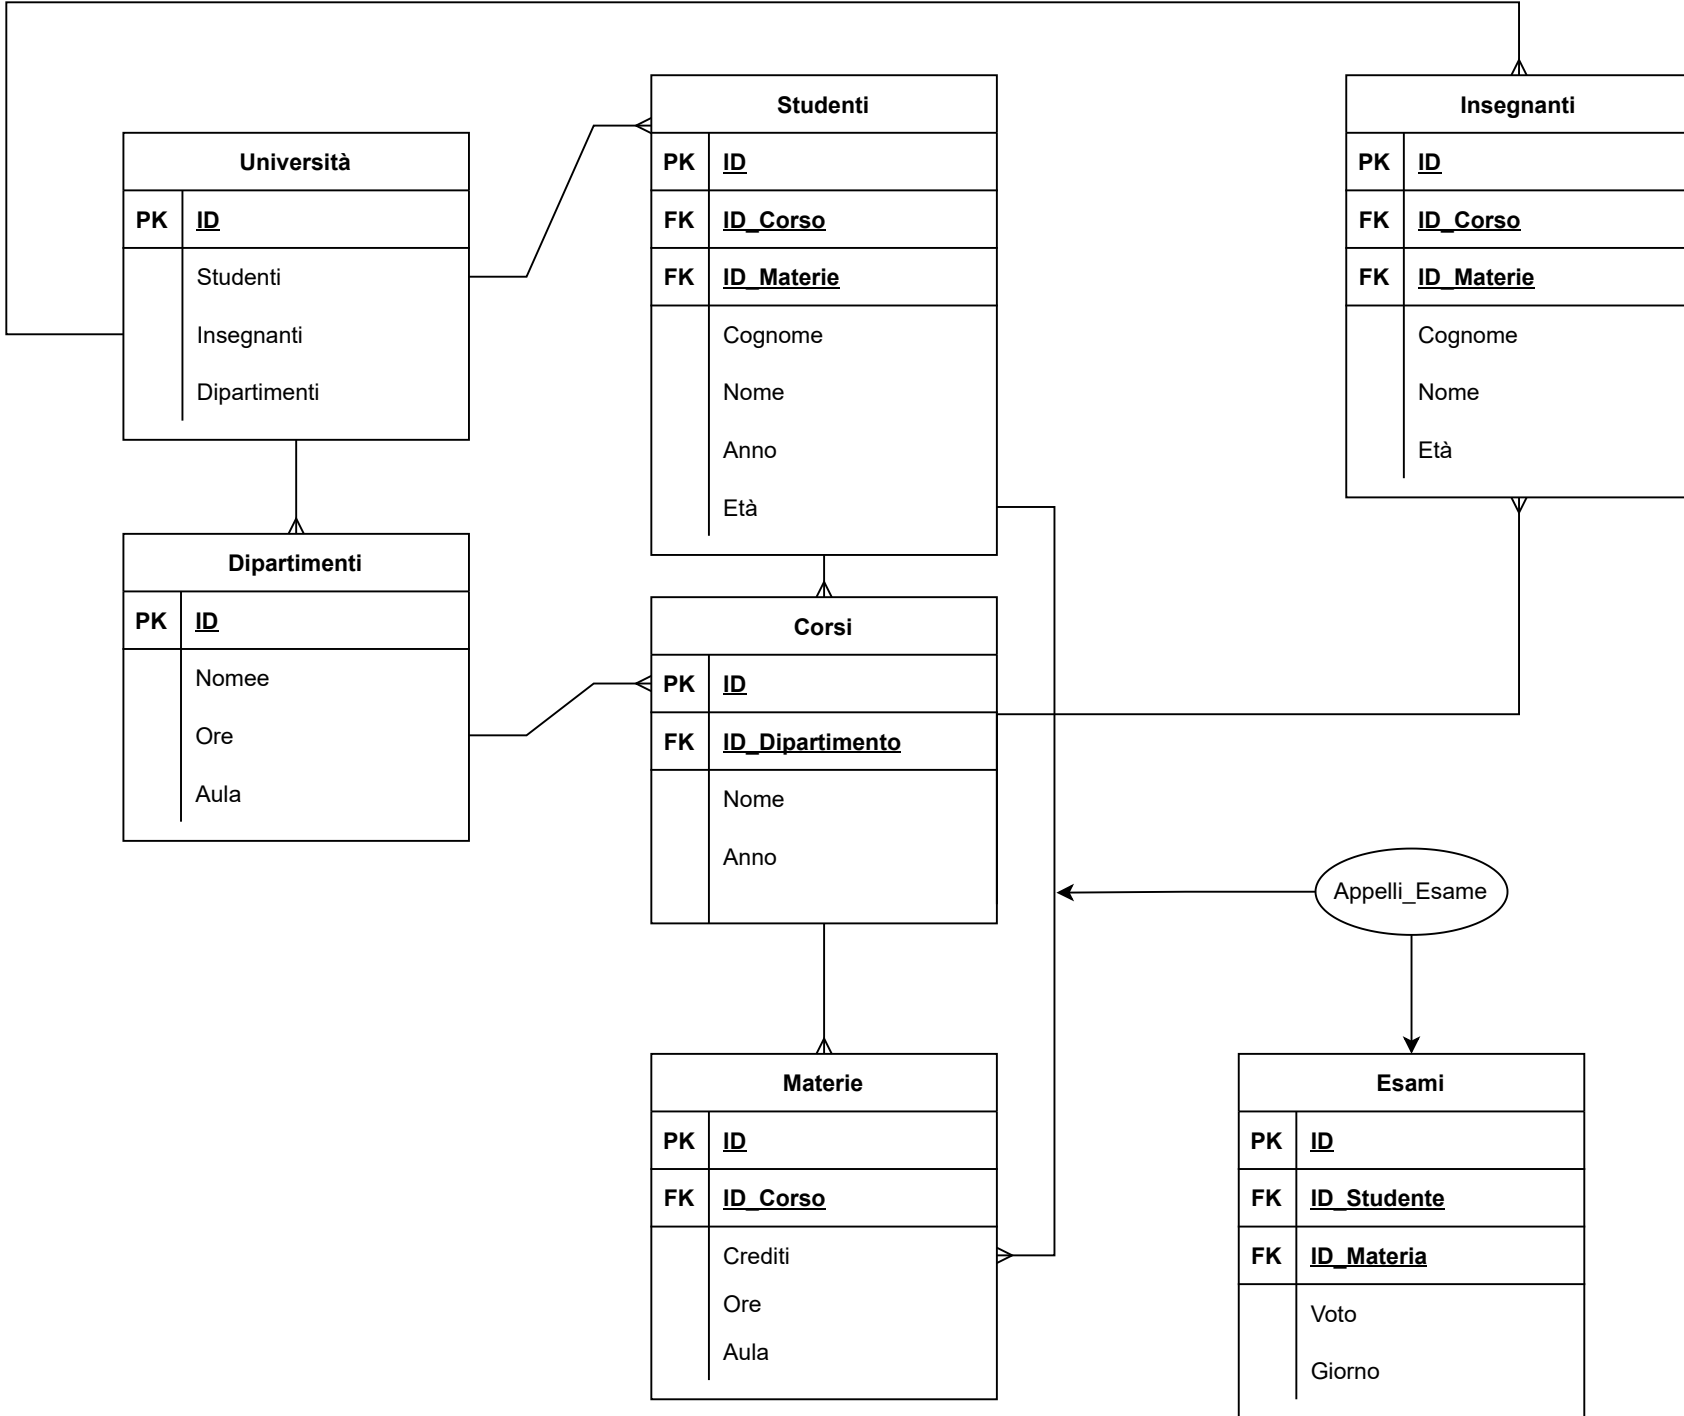 Università
PK ID
Studenti
Insegnanti
Dipartimenti
Studenti
PK ID
FK ID_Corso
FK ID_Materie
Cognome
Nome
Anno
Età
Insegnanti
PK ID
FK ID_Corso
FK ID_Materie
Cognome
Nome
Età
Dipartimenti
PK ID
Nomee
Ore
Aula
Corsi
PK ID
FK ID_Dipartimento
Nome
Anno
Appelli_Esame
Materie
PK ID
FK ID_Corso
Crediti
Ore
Aula
Esami
PK ID
FK ID_Studente
FK ID_Materia
Voto
Giorno